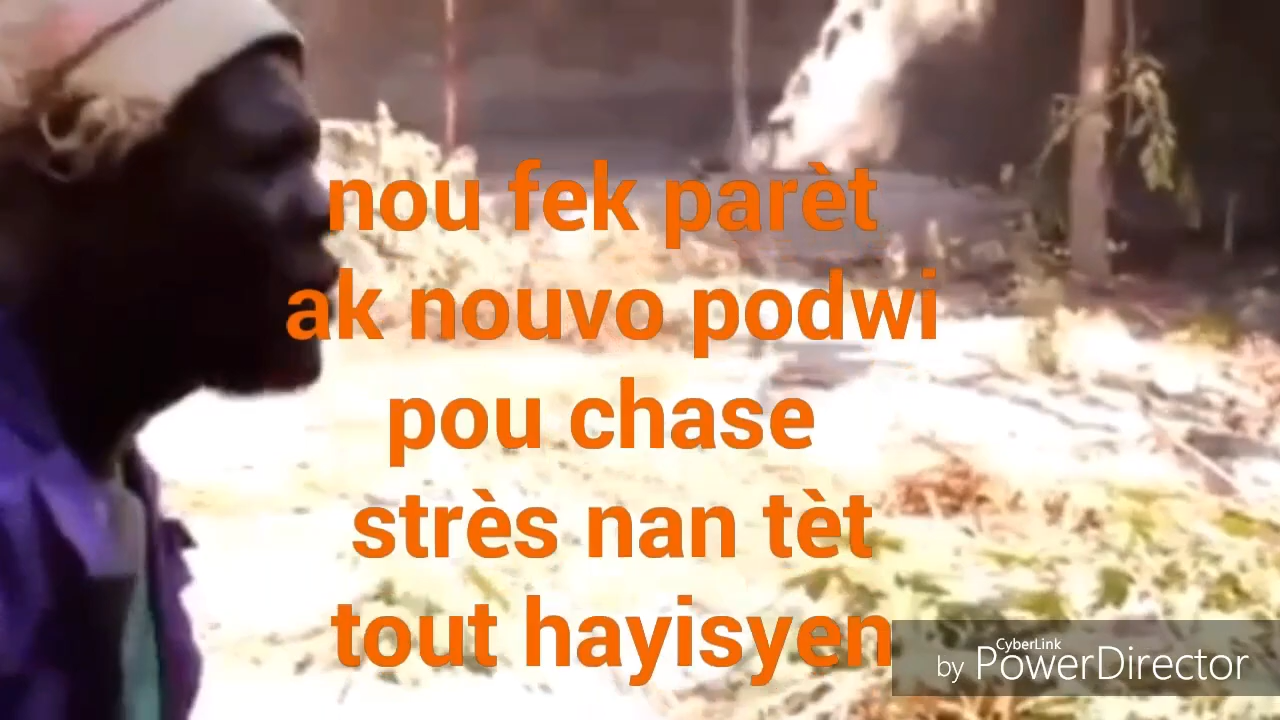 nou fek parèt
ak nouvo podwi
pou chase
strès nan tèt
tout hayisyen
CyberLink
by PowerDirector